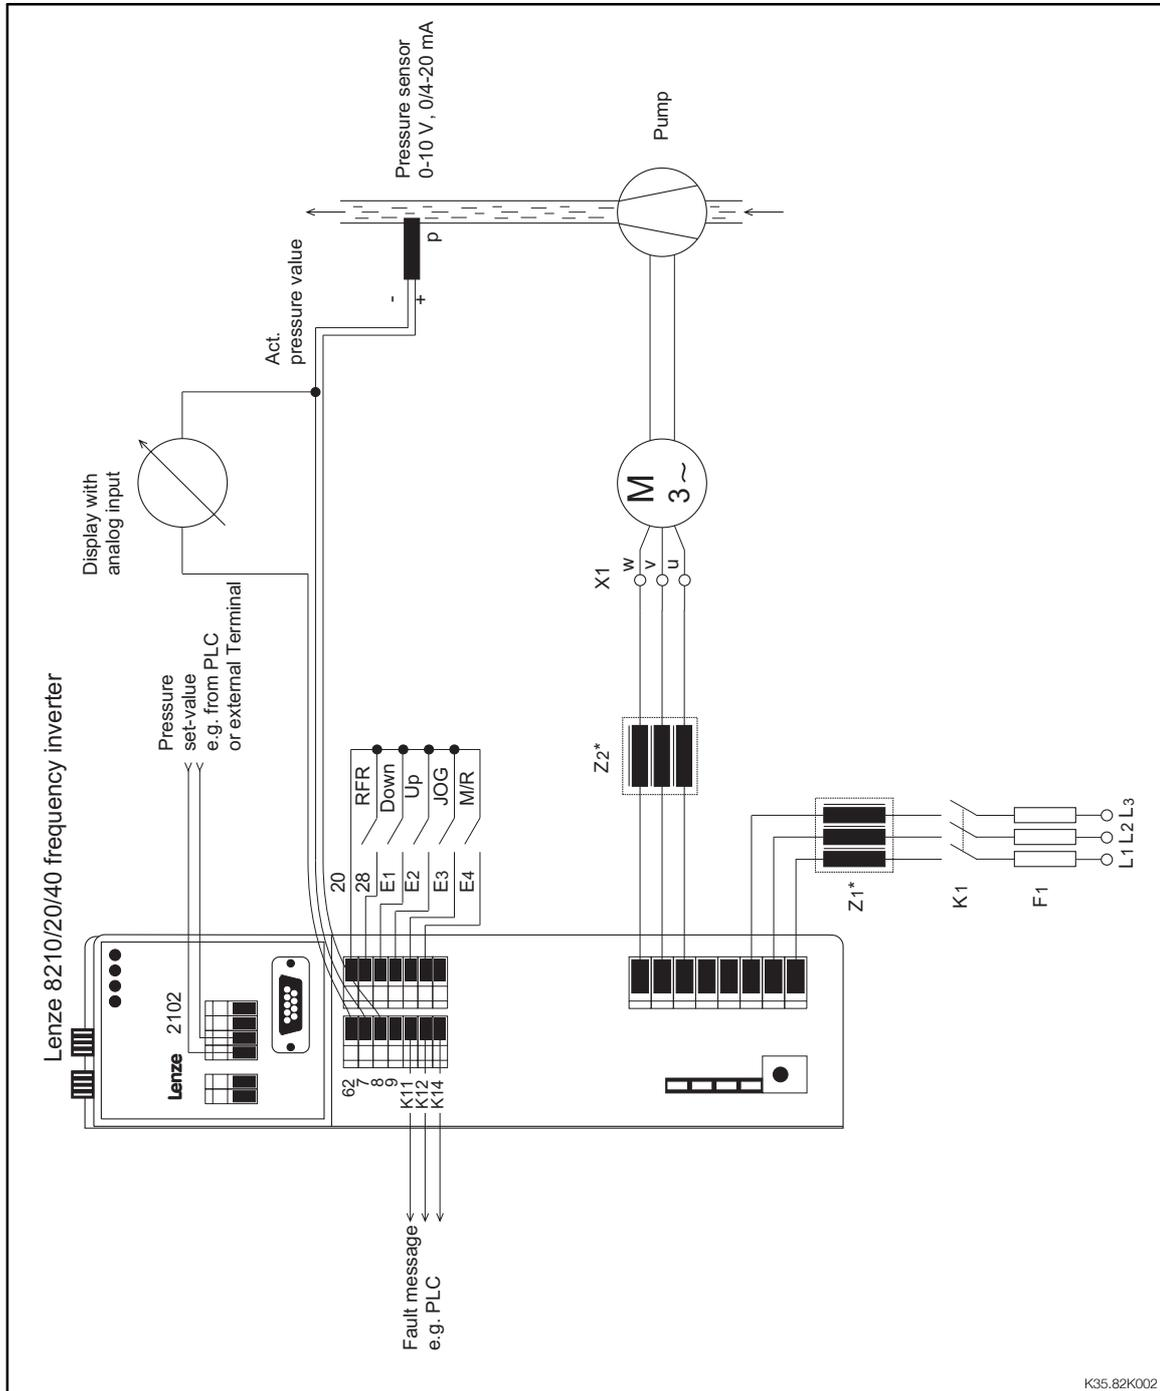 Lenze 8210/20/40 frequency inverter
Lenze
2102
Pressure
set-value
e.g. from PLC
or external Terminal
Display with
analog input
Act.
pressure value
Pressure sensor
0-10 V, 0/4-20 mA
-
+
p
Pump
M
3~
X1
w
v
u
Z2*
20
28
E1
E2
E3
E4
RFR
Down
Up
JOG
M/R
62
7
8
9
K11
K12
K14
Fault message
e.g. PLC
Z1*
K1
F1
L1 L2 L3
K35.82K002